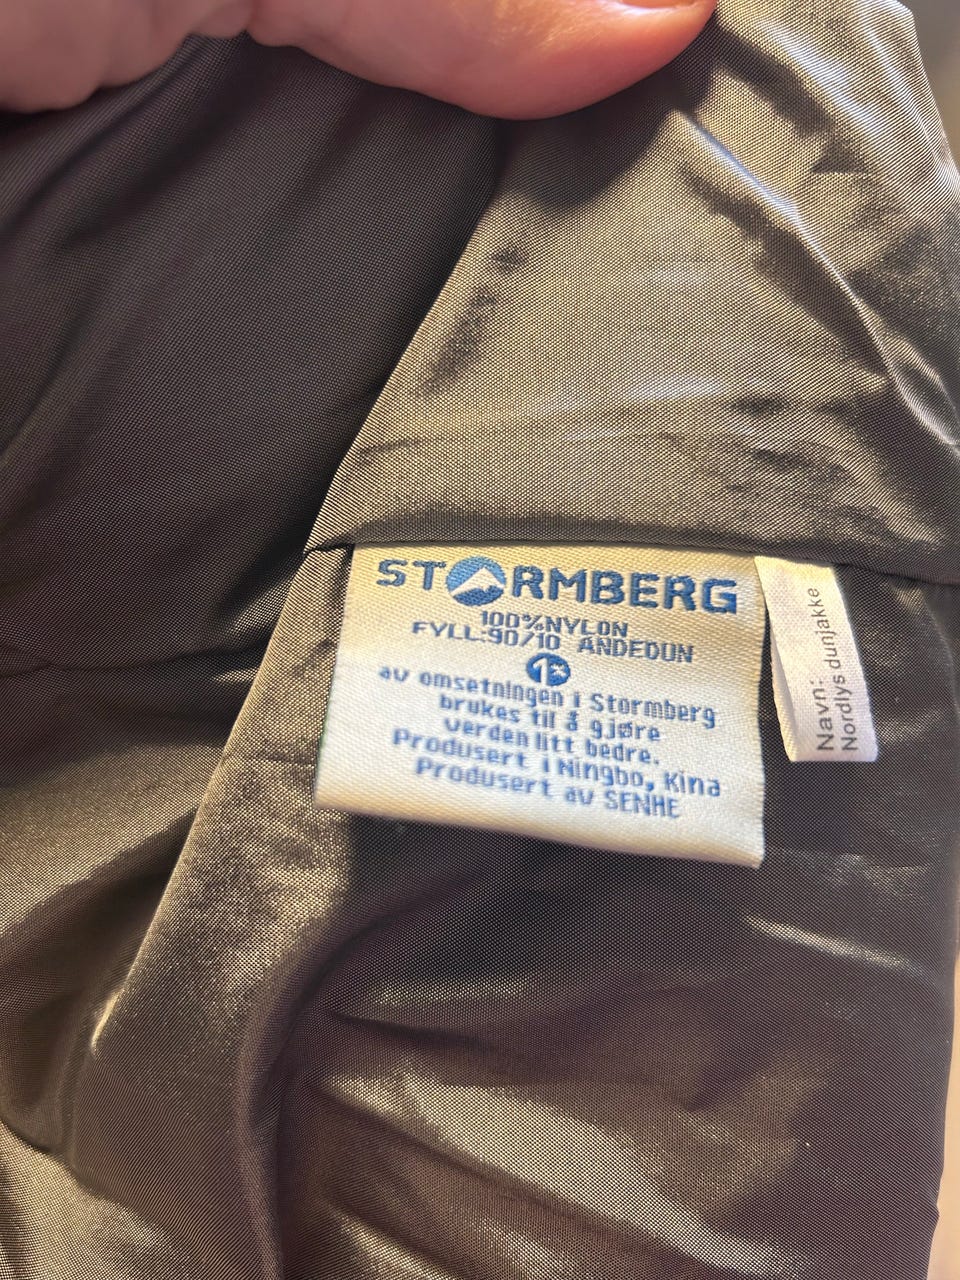 STORMBERG
100%NYLON
FYLL:90/10 ANDEDUN
1%
av omsetningen i Stormberg
brukes til å gjøre
verden litt bedre.
Produsert i Ningbo, Kina
Produsert av SENHE
Navn:
Nordlys dunjakke